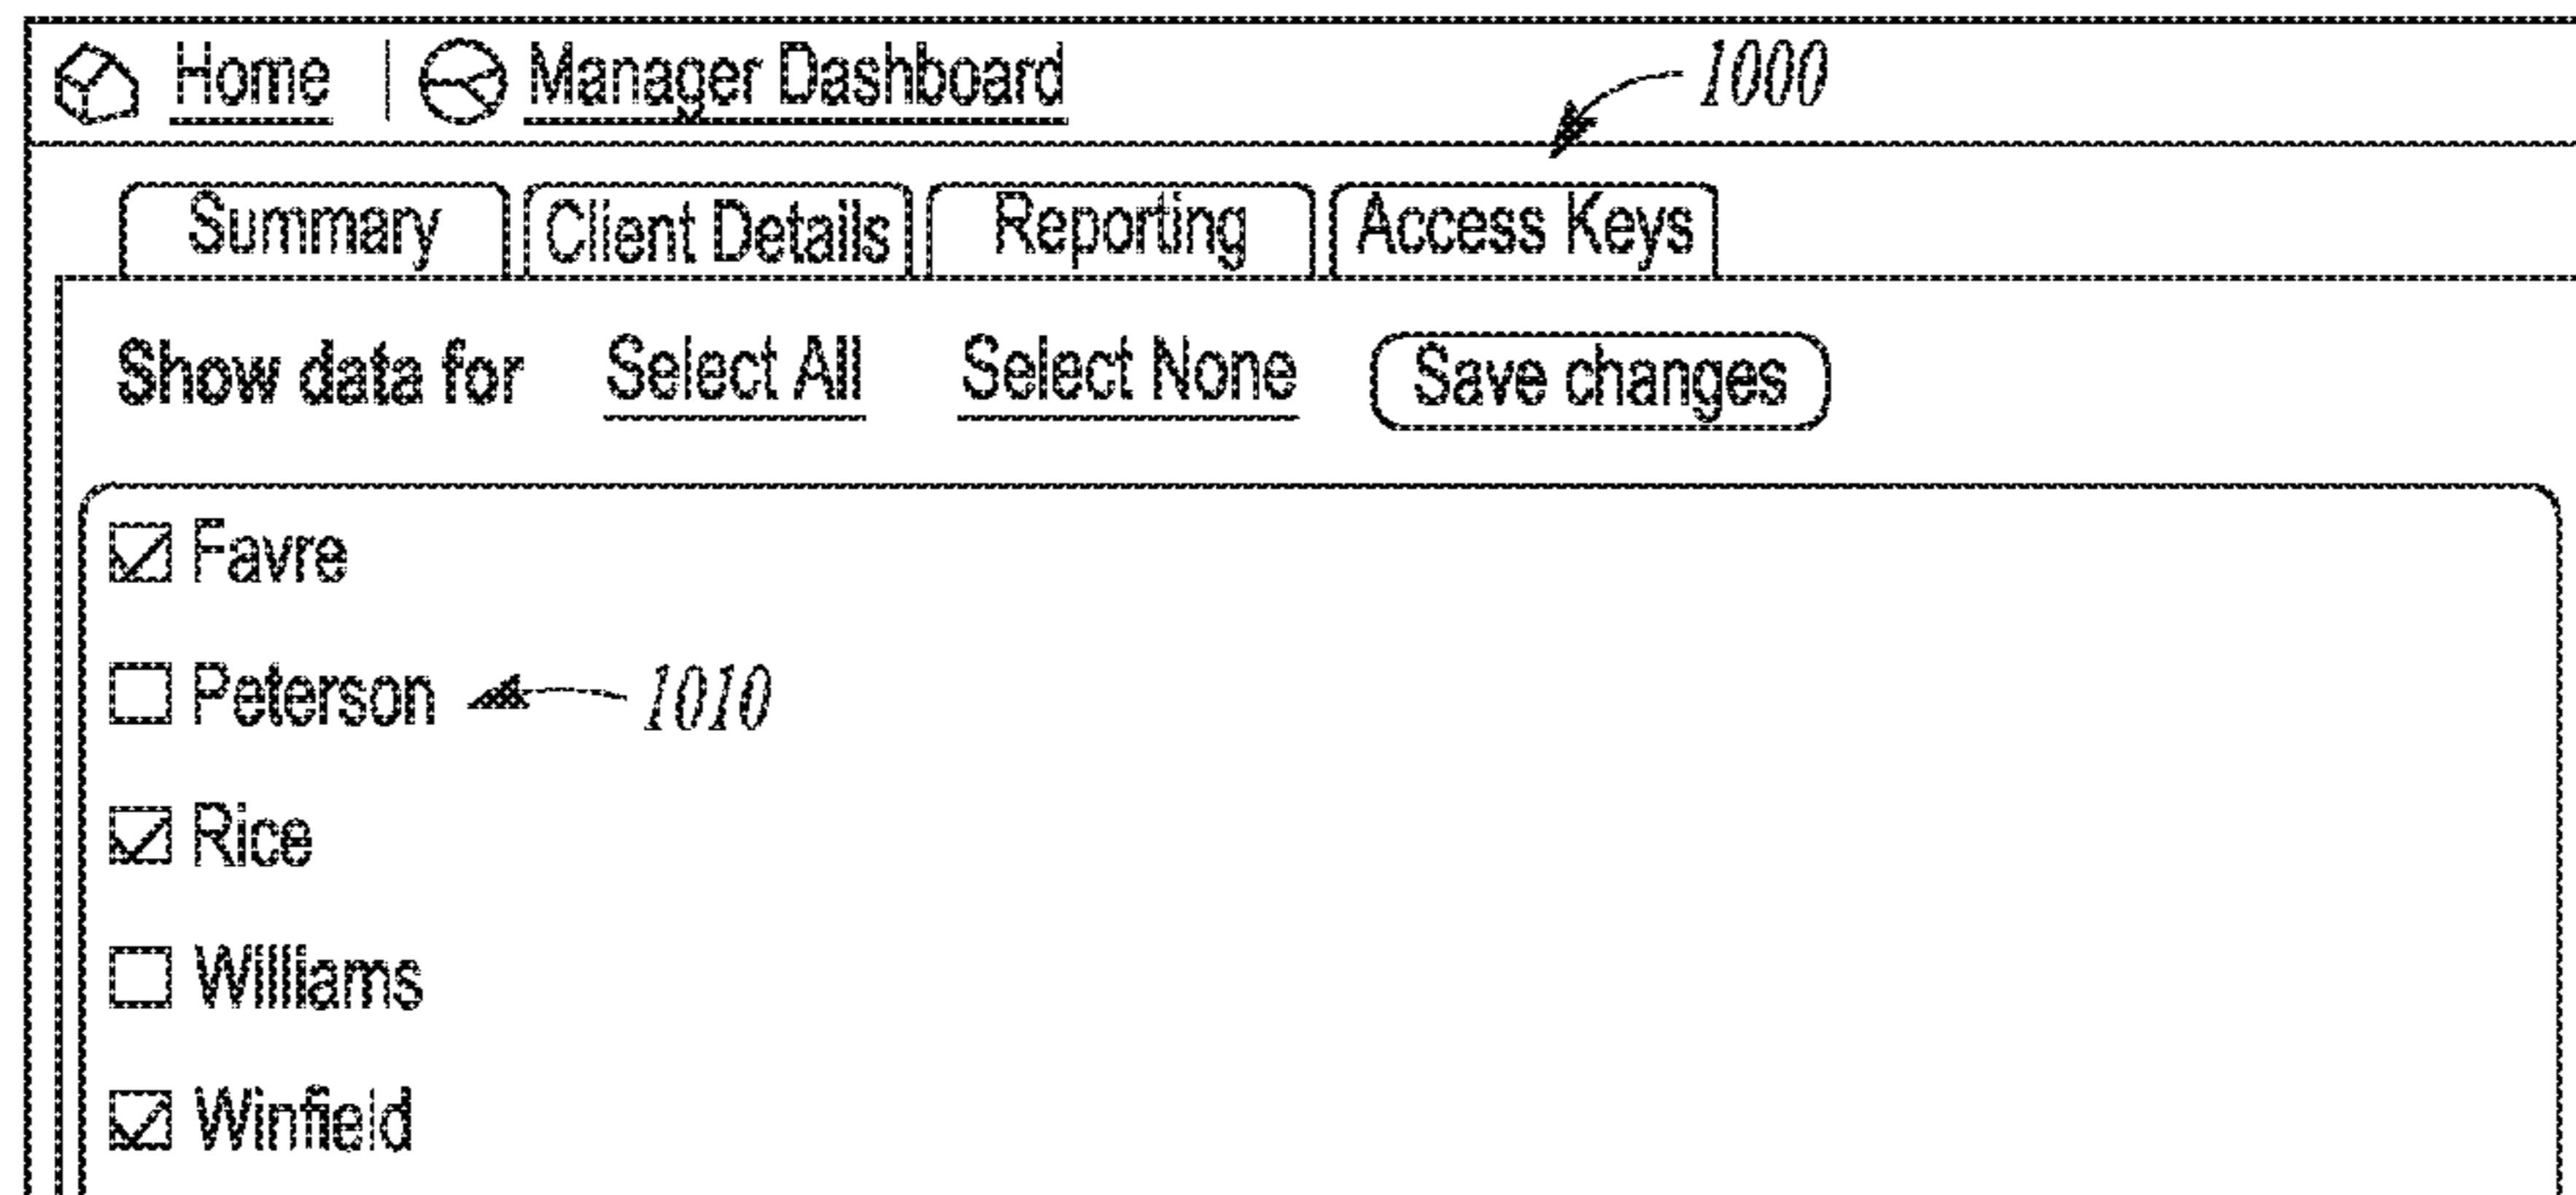 Home | Manager Dashboard 1000
Summary Client Details Reporting Access Keys
Show data for Select All Select None Save changes
Favre
Peterson 1010
Rice
Williams
Winfield